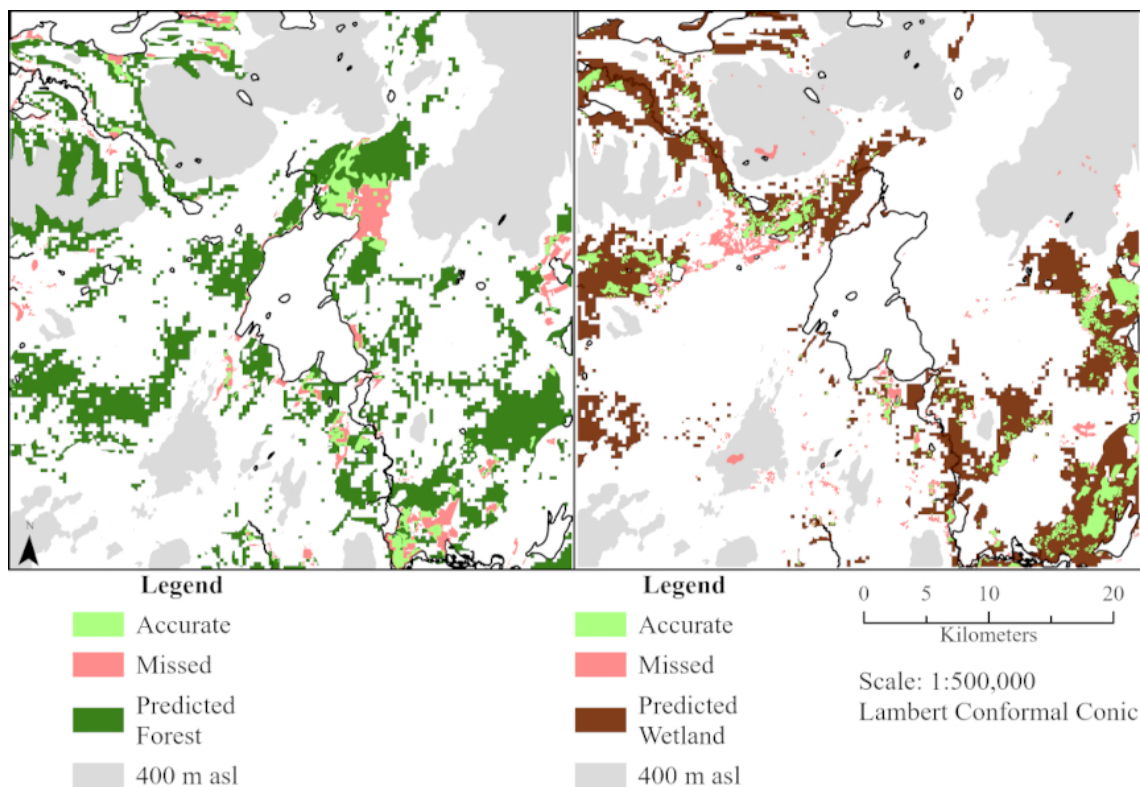 N
Legend
Accurate
Missed
Predicted
Forest
400 m asl
Legend
Accurate
Missed
Predicted
Wetland
400 m asl
0 5 10 20
Kilometers
Scale: 1:500,000
Lambert Conformal Conic